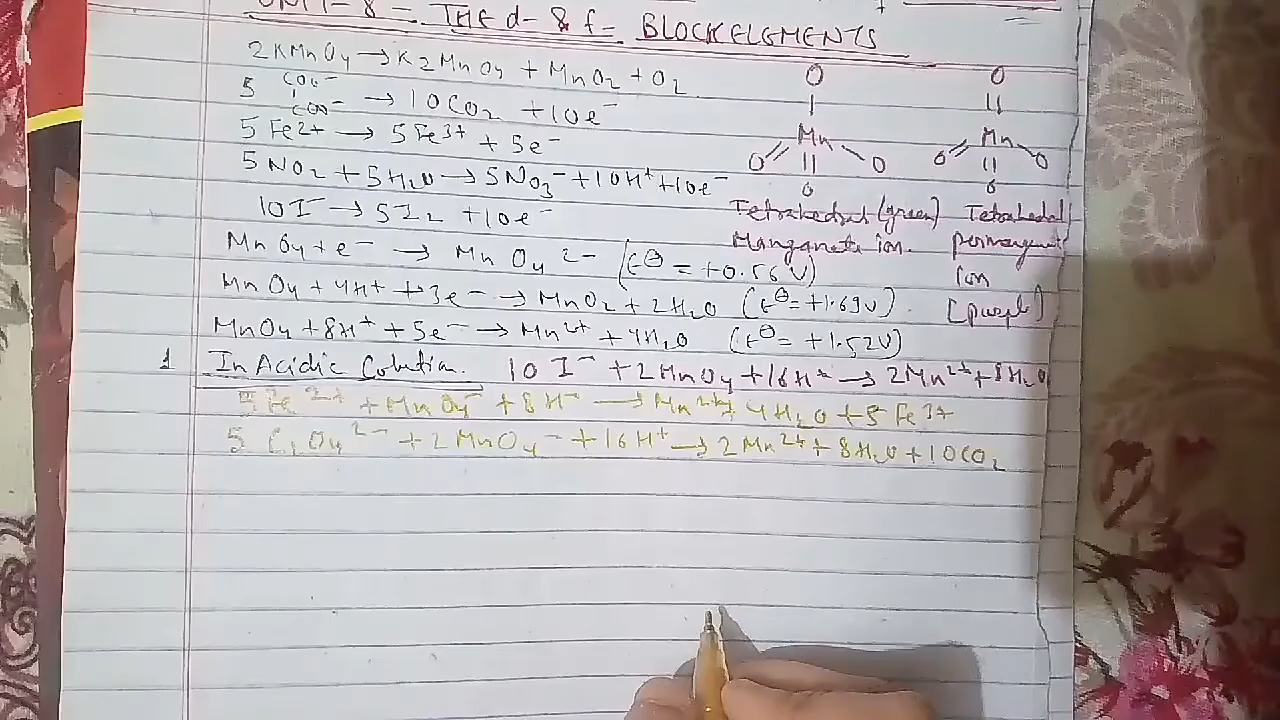 UNIT-8 = THE d- & f= BLOCK ELEMENTS
2KMnO4 → K2MnO4 + MnO2 + O2
5 COO-
COO- → 10CO2 + 10e-
5Fe2+ → 5Fe3+ + 5e-
5NO2 + 5H2O → 5NO3- + 10H+ + 10e-
10I- → 5I2 + 10e-
MnO4 + e- → MnO4 2- (E⊖ = +0.56V)
MnO4 + 4H+ + 3e- → MnO2 + 2H2O (E⊖ = +1.69V).
MnO4 + 8H+ + 5e- → Mn2+ + 4H2O (E⊖ = +1.52V)
O
Mn
O O
O
Tetrahedral (green)
Manganate ion.
O
Mn
O O
O
Tetrahedral
permanganate
Ion
(purple)
1 In Acidic Solution. 10I- + 2MnO4 + 16H+ → 2Mn2+ + 8H2O
5Fe2+ + MnO4- + 8H- → Mn2+ + 4H2O + 5Fe3+
5 C2O4 2- + 2MnO4- + 16H+ → 2Mn2+ + 8H2O + 10CO2